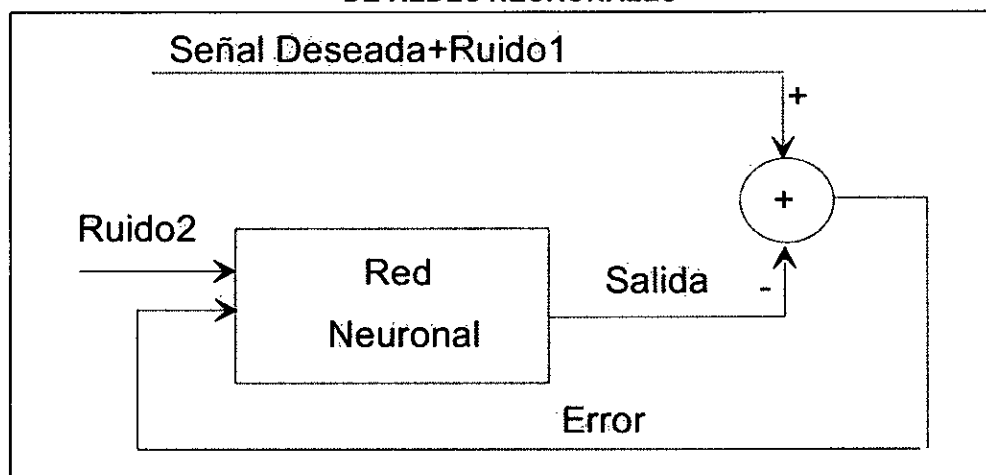 Señal Deseada+Ruido1
+
+
Ruido2
Red
Neuronal
Salida
-
Error